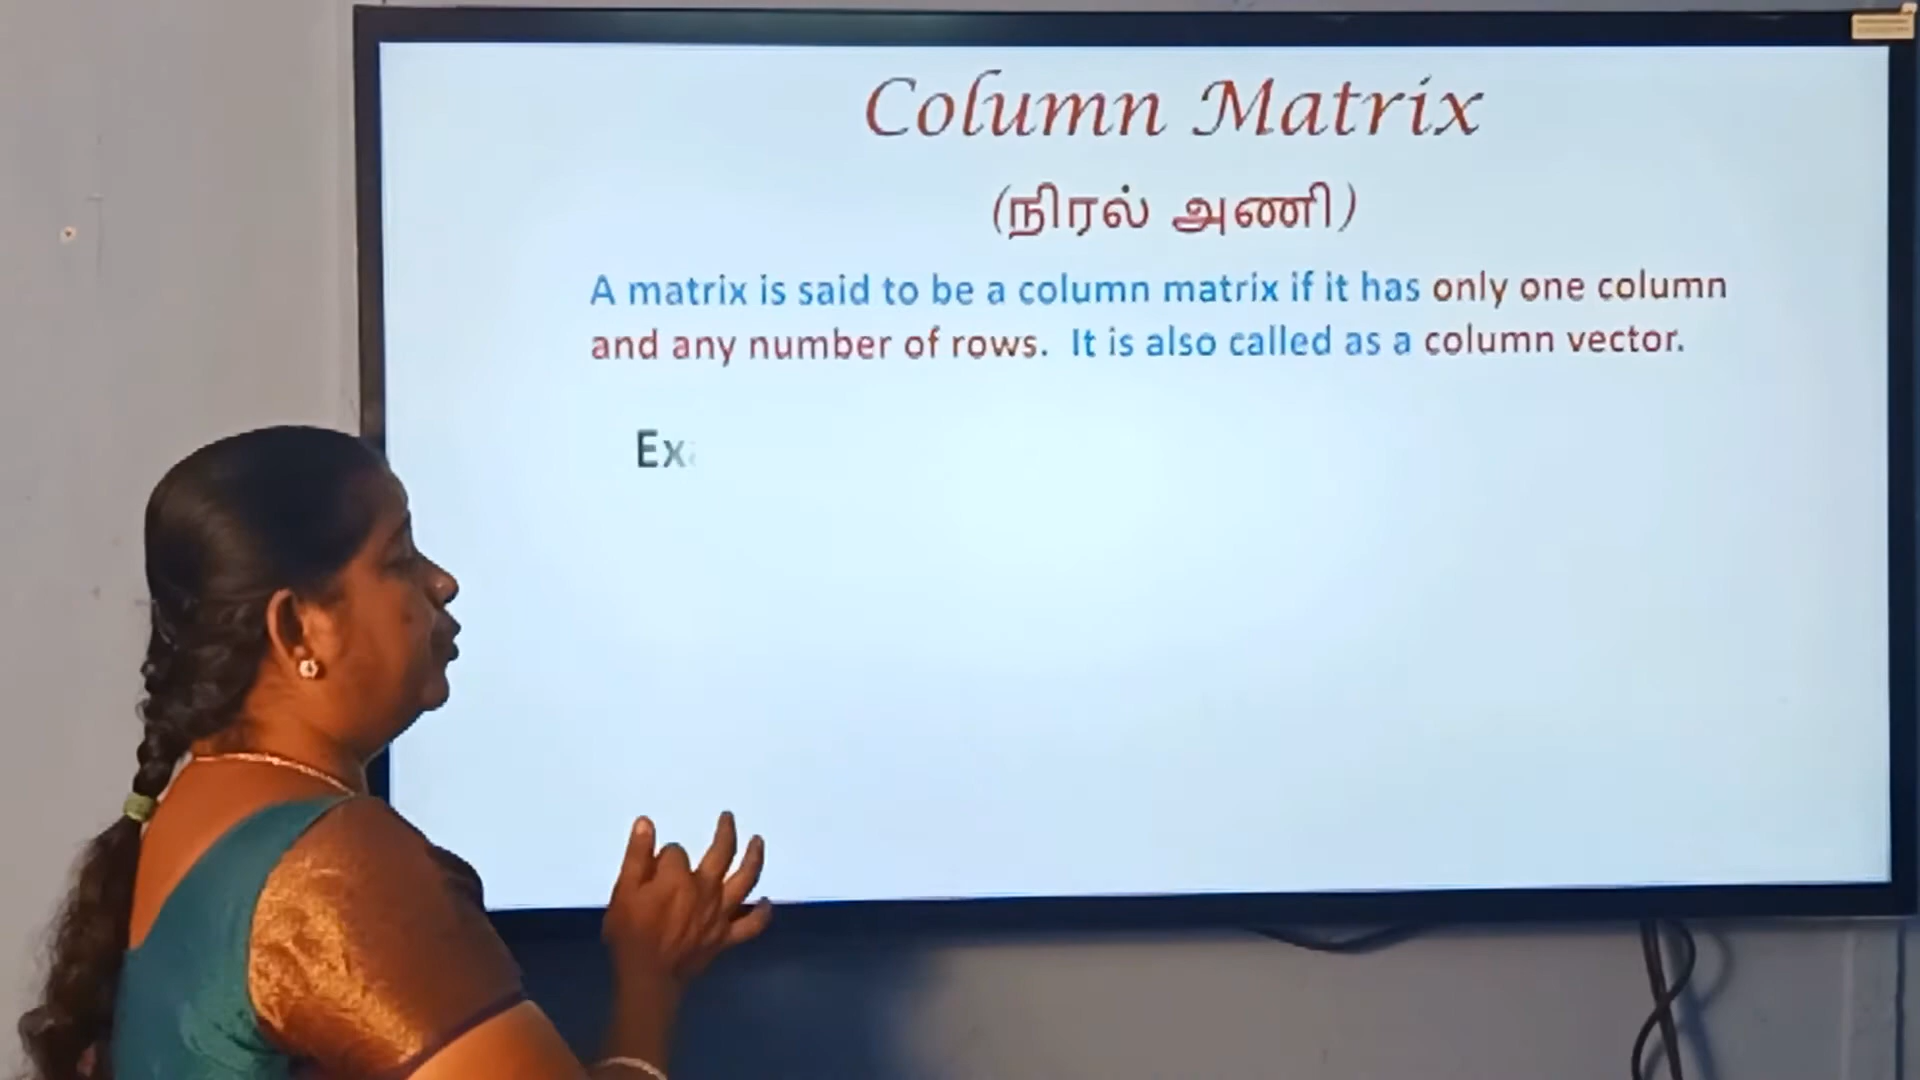 Column Matrix
(நிரல் அணி)
A matrix is said to be a column matrix if it has only one column
and any number of rows. It is also called as a column vector.
Ex